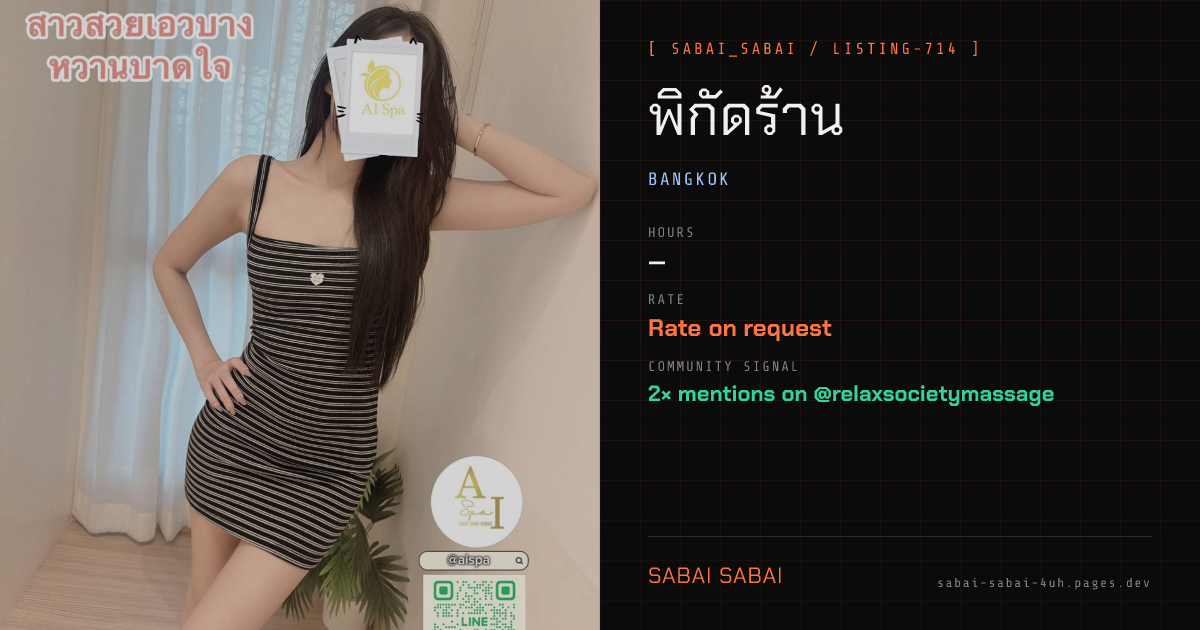 สาวสวยเอวบาง
หวานบาดใจ
AI Spa
A
Spa
I
@aispa
LINE
[ SABAI_SABAI / LISTING-714 ]
พิกัดร้าน
BANGKOK
HOURS
—
RATE
Rate on request
COMMUNITY SIGNAL
2× mentions on @relaxsocietymassage
SABAI SABAI
sabai-sabai-4uh.pages.dev